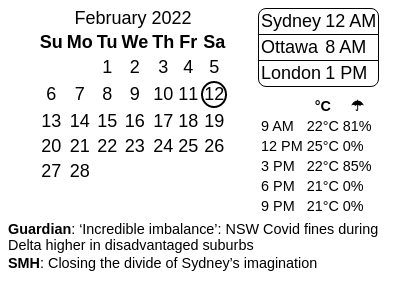 February 2022
Su Mo Tu We Th Fr Sa
1 2 3 4 5
6 7 8 9 10 11 12
13 14 15 16 17 18 19
20 21 22 23 24 25 26
27 28
Sydney 12 AM
Ottawa 8 AM
London 1 PM
°C ☂
9 AM 22°C 81%
12 PM 25°C 0%
3 PM 22°C 85%
6 PM 21°C 0%
9 PM 21°C 0%
Guardian: ‘Incredible imbalance’: NSW Covid fines during
Delta higher in disadvantaged suburbs
SMH: Closing the divide of Sydney’s imagination